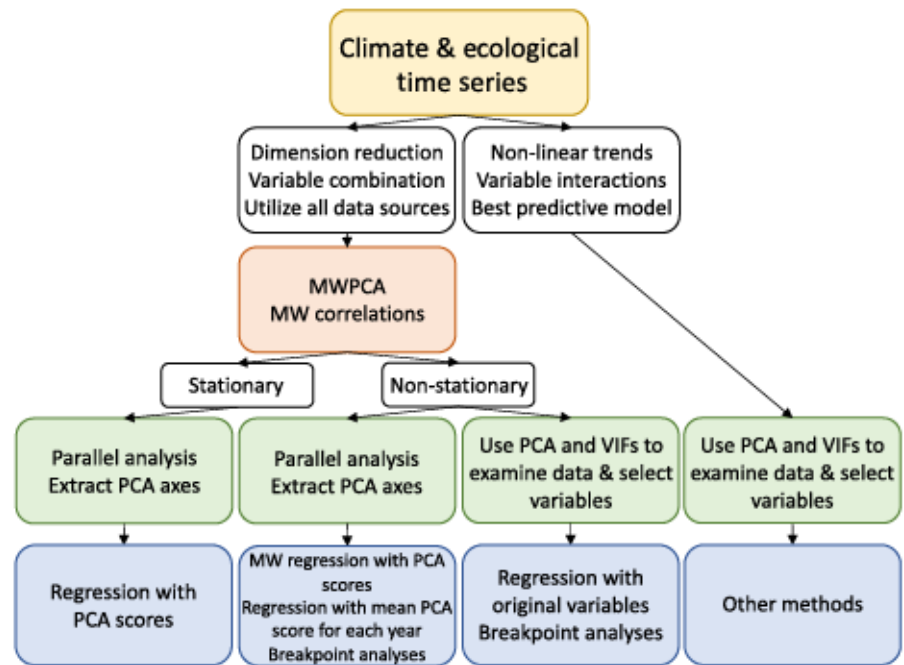 Climate & ecological
time series
Dimension reduction
Variable combination
Utilize all data sources
Non-linear trends
Variable interactions
Best predictive model
MWPCA
MW correlations
Stationary
Non-stationary
Parallel analysis
Extract PCA axes
Parallel analysis
Extract PCA axes
Use PCA and VIFs to
examine data & select
variables
Use PCA and VIFs to
examine data & select
variables
Regression with
PCA scores
MW regression with PCA
scores
Regression with mean PCA
score for each year
Breakpoint analyses
Regression with
original variables
Breakpoint analyses
Other methods